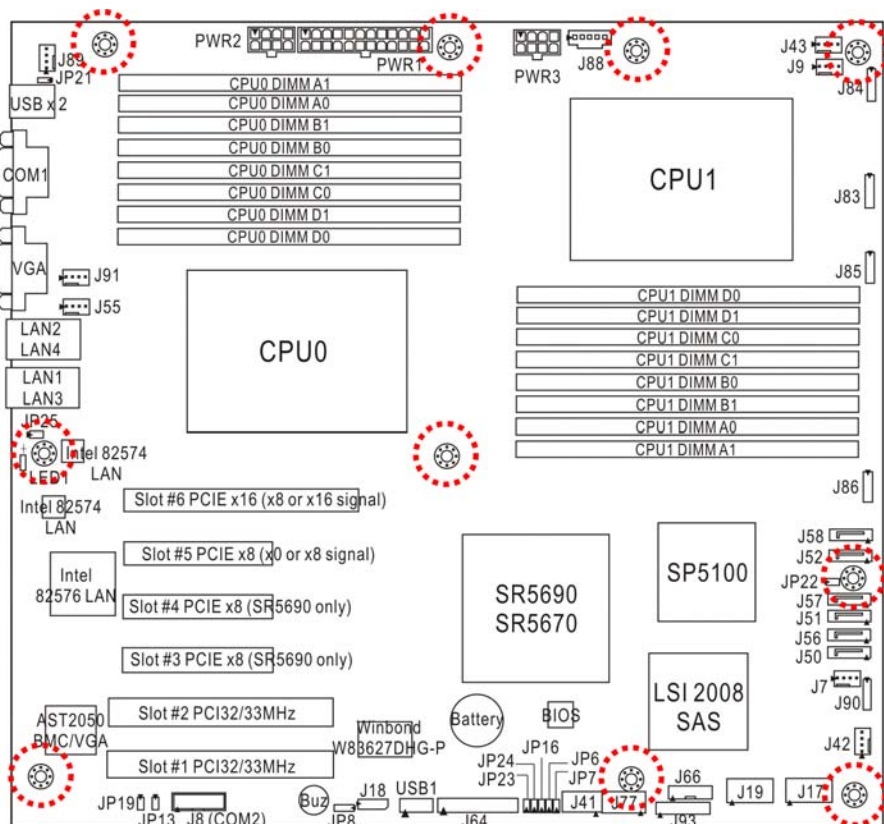 PWR2
PWR1
PWR3
J88
J43
J9
J84
J89
JP21
USB x 2
COM1
VGA
CPU0 DIMM A1
CPU0 DIMM A0
CPU0 DIMM B1
CPU0 DIMM B0
CPU0 DIMM C1
CPU0 DIMM C0
CPU0 DIMM D1
CPU0 DIMM D0
CPU1
J83
J85
J91
J55
LAN2
LAN4
LAN1
LAN3
CPU0
CPU1 DIMM D0
CPU1 DIMM D1
CPU1 DIMM C0
CPU1 DIMM C1
CPU1 DIMM B0
CPU1 DIMM B1
CPU1 DIMM A0
CPU1 DIMM A1
JP25
LED1
Intel 82574
LAN
Intel 82574
LAN
Intel
82576 LAN
Slot #6 PCIE x16 (x8 or x16 signal)
Slot #5 PCIE x8 (x0 or x8 signal)
Slot #4 PCIE x8 (SR5690 only)
Slot #3 PCIE x8 (SR5690 only)
Slot #2 PCI32/33MHz
Slot #1 PCI32/33MHz
SR5690
SR5670
SP5100
J86
J58
J52
JP22
J57
J51
J56
J50
J7
J90
J42
LSI 2008
SAS
AST2050
BMC/VGA
Winbond
W83627DHG-P
Battery
BIOS
JP16
JP24
JP6
JP23
JP7
JP19
JP13
J8 (COM2)
Buz
JP8
J18
USB1
J64
J41
J77
J66
J93
J19
J17